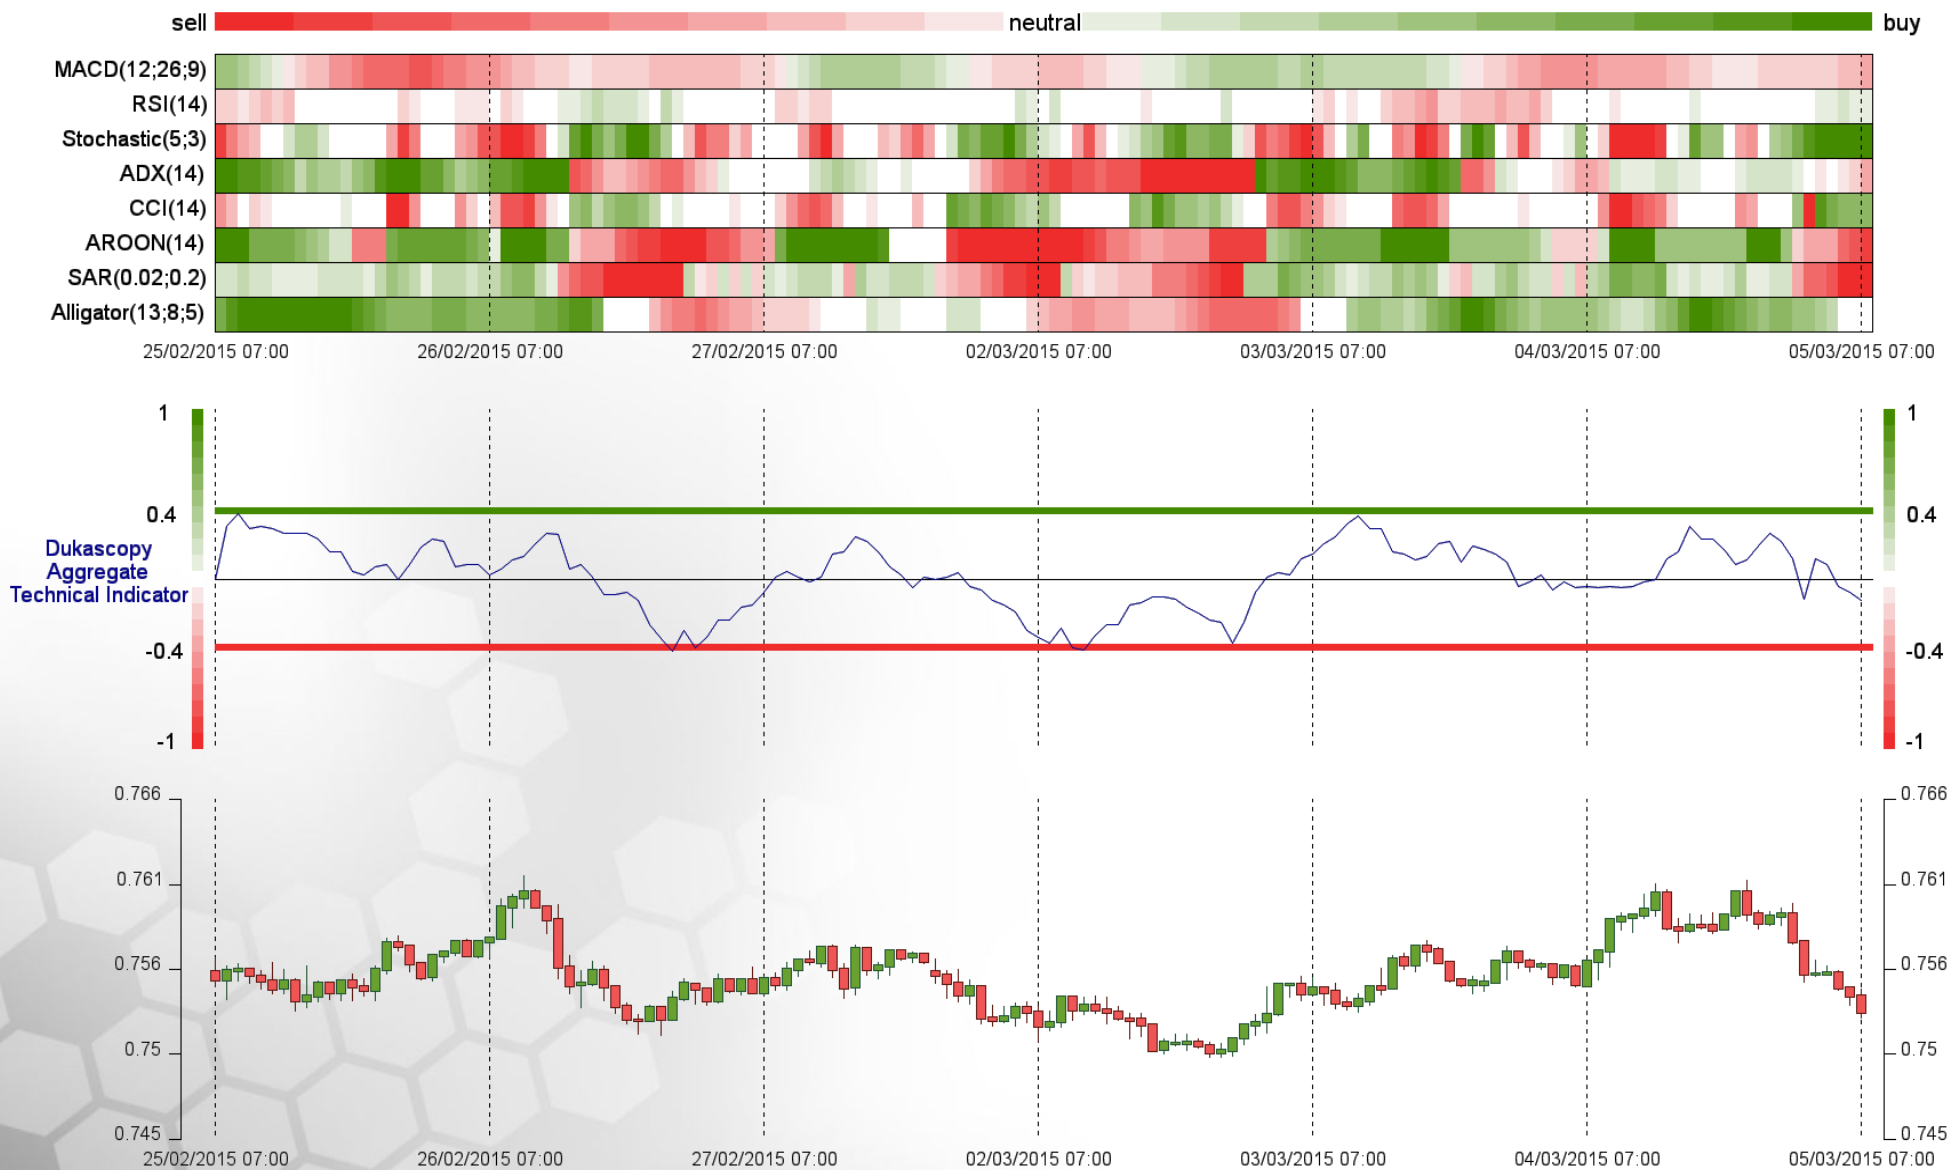 sell neutral buy
MACD(12;26;9)
RSI(14)
Stochastic(5;3)
ADX(14)
CCI(14)
AROON(14)
SAR(0.02;0.2)
Alligator(13;8;5)
25/02/2015 07:00 26/02/2015 07:00 27/02/2015 07:00 02/03/2015 07:00 03/03/2015 07:00 04/03/2015 07:00 05/03/2015 07:00
1 1
0.4 0.4
Dukascopy
Aggregate
Technical Indicator
-0.4 -0.4
-1 -1
0.766 0.766
0.761 0.761
0.756 0.756
0.75 0.75
0.745 0.745
25/02/2015 07:00 26/02/2015 07:00 27/02/2015 07:00 02/03/2015 07:00 03/03/2015 07:00 04/03/2015 07:00 05/03/2015 07:00